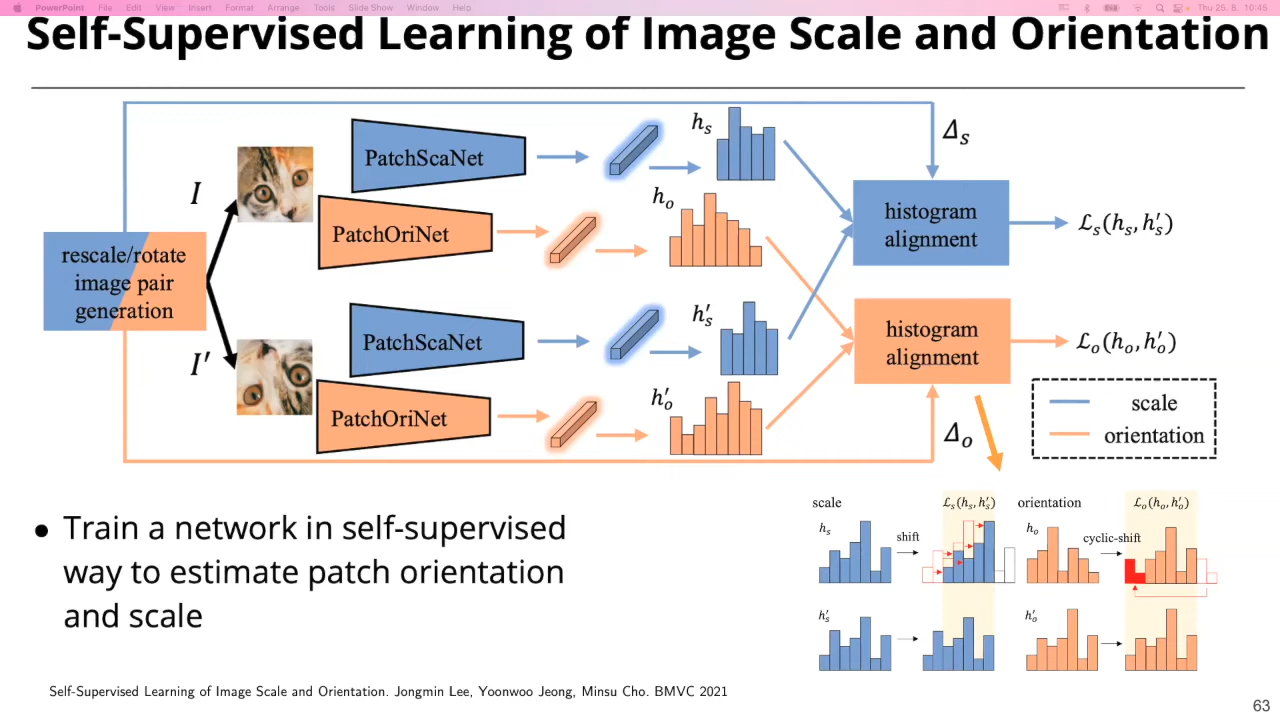 PowerPoint File Edit View Insert Format Arrange Tools Slide Show Window Help Thu 25. 8. 10:45
Self-Supervised Learning of Image Scale and Orientation
rescale/rotate
image pair
generation
I
I′
PatchScaNet
PatchOriNet
PatchScaNet
PatchOriNet
hₛ
hₒ
h′ₛ
h′ₒ
Δₛ
histogram
alignment
ℒₛ(hₛ, h′ₛ)
histogram
alignment
ℒₒ(hₒ, h′ₒ)
Δₒ
scale
orientation
● Train a network in self-supervised
way to estimate patch orientation
and scale
scale ℒₛ(hₛ, h′ₛ) orientation ℒₒ(hₒ, h′ₒ)
hₛ shift hₒ cyclic-shift
h′ₛ h′ₒ
Self-Supervised Learning of Image Scale and Orientation. Jongmin Lee, Yoonwoo Jeong, Minsu Cho. BMVC 2021
63